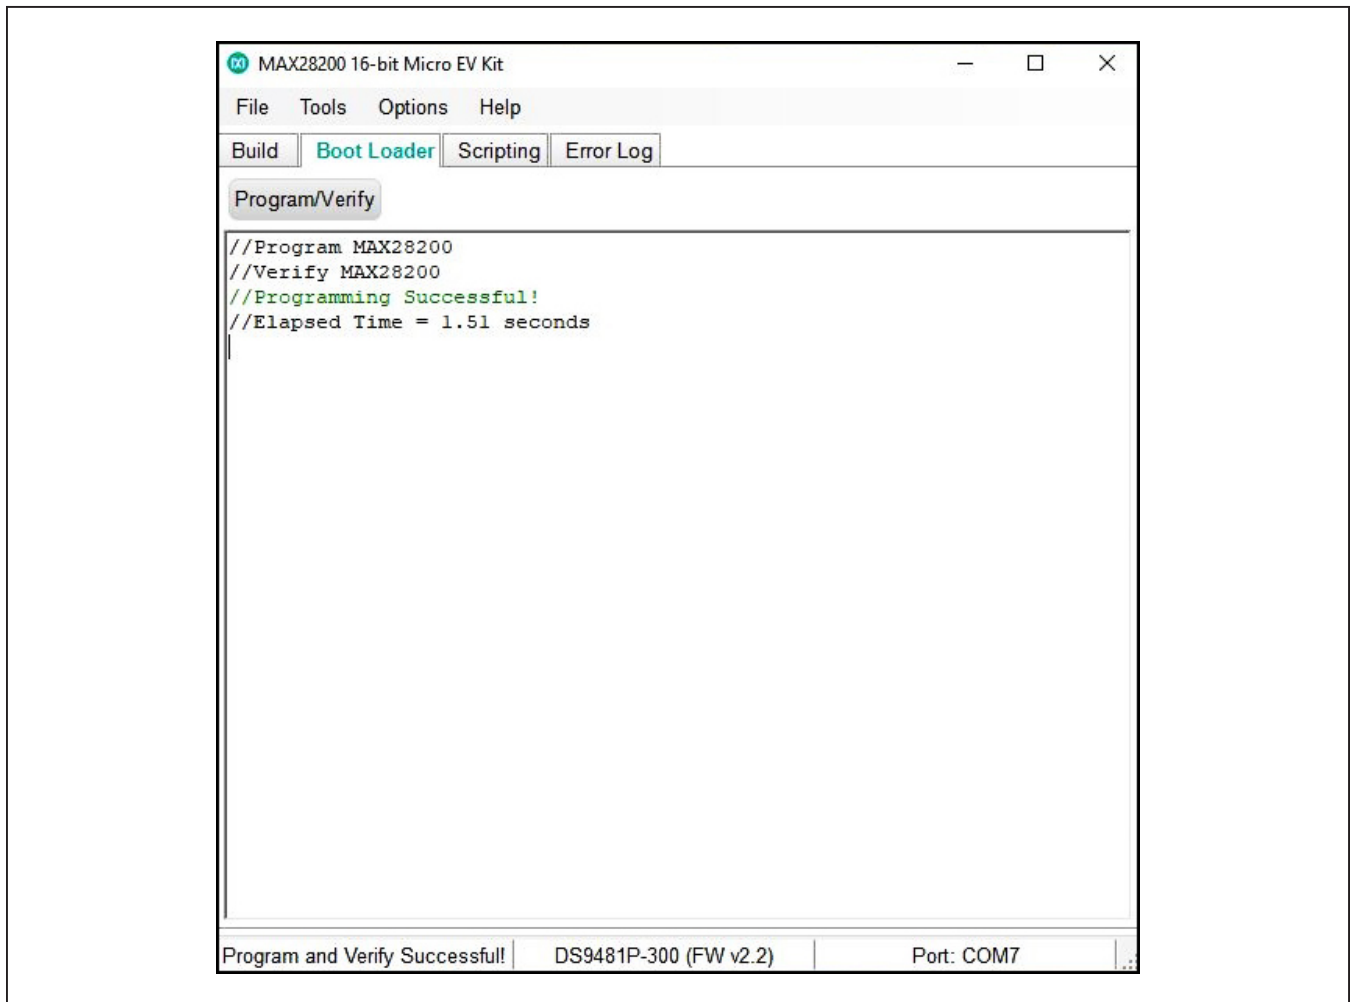 MAX28200 16-bit Micro EV Kit
File Tools Options Help
Build Boot Loader Scripting Error Log
Program/Verify
//Program MAX28200
//Verify MAX28200
//Programming Successful!
//Elapsed Time = 1.51 seconds
Program and Verify Successful! DS9481P-300 (FW v2.2) Port: COM7